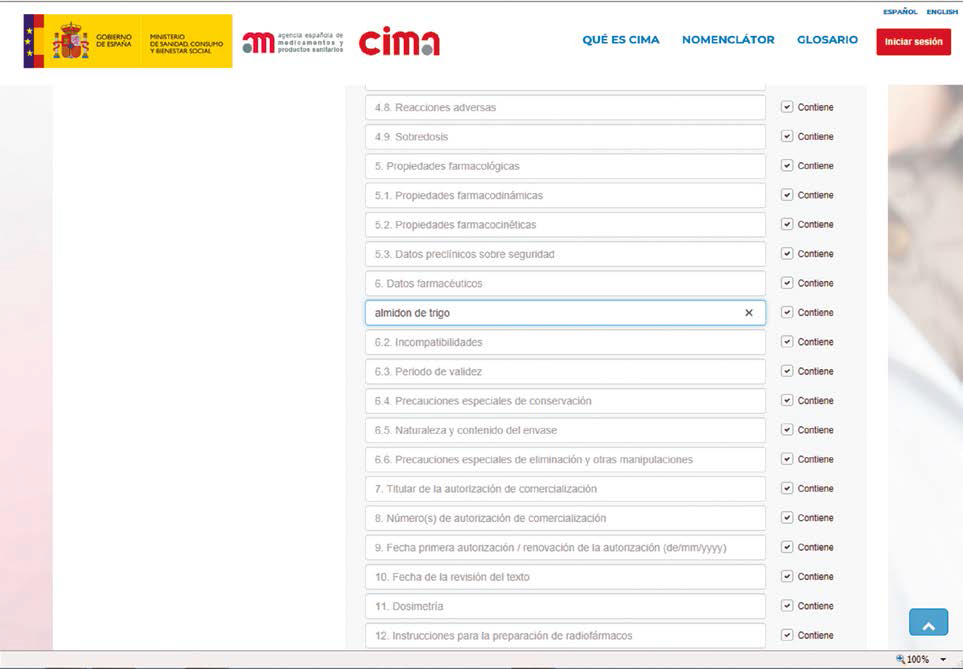 ESPAÑOL ENGLISH
GOBIERNO
DE ESPAÑA
MINISTERIO
DE SANIDAD, CONSUMO
Y BIENESTAR SOCIAL
agencia española de
medicamentos y
productos sanitarios
cima
QUÉ ES CIMA NOMENCLÁTOR GLOSARIO Iniciar sesión
4.8. Reacciones adversas Contiene
4.9. Sobredosis Contiene
5. Propiedades farmacológicas Contiene
5.1. Propiedades farmacodinámicas Contiene
5.2. Propiedades farmacocinéticas Contiene
5.3. Datos preclínicos sobre seguridad Contiene
6. Datos farmacéuticos Contiene
almidon de trigo Contiene
6.2. Incompatibilidades Contiene
6.3. Periodo de validez Contiene
6.4. Precauciones especiales de conservación Contiene
6.5. Naturaleza y contenido del envase Contiene
6.6. Precauciones especiales de eliminación y otras manipulaciones Contiene
7. Titular de la autorización de comercialización Contiene
8. Número(s) de autorización de comercialización Contiene
9. Fecha primera autorización / renovación de la autorización (de/mm/yyyy) Contiene
10. Fecha de la revisión del texto Contiene
11. Dosimetría Contiene
12. Instrucciones para la preparación de radiofármacos Contiene
100%